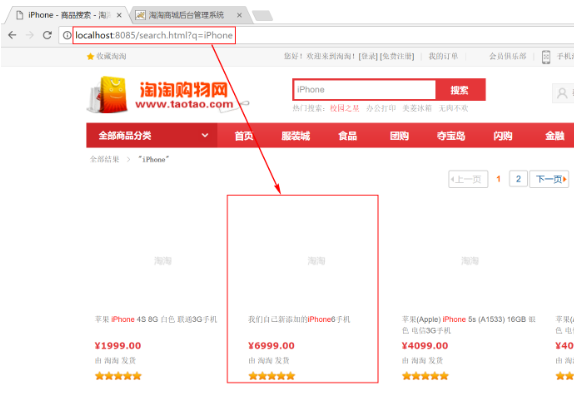 iPhone - 商品搜索 - 淘 ×
淘淘商城后台管理系统 ×
localhost:8085/search.html?q=iPhone
收藏淘淘
您好！欢迎来到淘淘！[登录] [免费注册]
我的订单
会员俱乐部
手机
淘淘购物网
www.taotao.com
iPhone
搜索
热门搜索: 校园之星 办公打印 美菱冰箱 无肉不欢
全部商品分类
首页 服装城 食品 团购 夺宝岛 闪购 金融
全部结果 > "iPhone"
上一页 1 2 下一页
淘淘 淘淘 淘淘
苹果 iPhone 4S 8G 白色 联通3G手机
我们自己新添加的iPhone6手机
苹果(Apple) iPhone 5s (A1533) 16GB 银
色 电信3G手机
苹果(A
色 电
¥1999.00 ¥6999.00 ¥4099.00 ¥40
由 淘淘 发货 由 淘淘 发货 由 淘淘 发货 由 淘淘